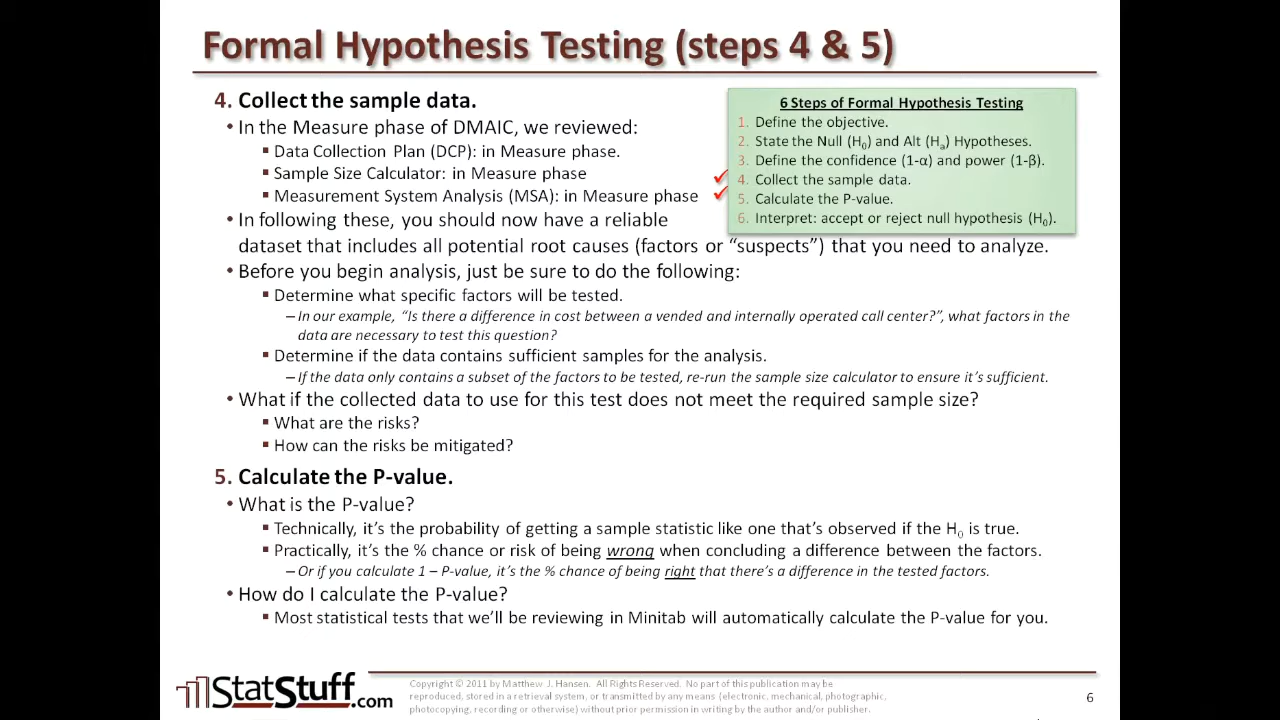 Formal Hypothesis Testing (steps 4 & 5)
4. Collect the sample data.
• In the Measure phase of DMAIC, we reviewed:
▪ Data Collection Plan (DCP): in Measure phase.
▪ Sample Size Calculator: in Measure phase
▪ Measurement System Analysis (MSA): in Measure phase
6 Steps of Formal Hypothesis Testing
1. Define the objective.
2. State the Null (H0) and Alt (Ha) Hypotheses.
3. Define the confidence (1-α) and power (1-β).
✓ 4. Collect the sample data.
✓ 5. Calculate the P-value.
6. Interpret: accept or reject null hypothesis (H0).
• In following these, you should now have a reliable
dataset that includes all potential root causes (factors or “suspects”) that you need to analyze.
• Before you begin analysis, just be sure to do the following:
▪ Determine what specific factors will be tested.
– In our example, “Is there a difference in cost between a vended and internally operated call center?”, what factors in the
data are necessary to test this question?
▪ Determine if the data contains sufficient samples for the analysis.
– If the data only contains a subset of the factors to be tested, re-run the sample size calculator to ensure it’s sufficient.
• What if the collected data to use for this test does not meet the required sample size?
▪ What are the risks?
▪ How can the risks be mitigated?
5. Calculate the P-value.
• What is the P-value?
▪ Technically, it’s the probability of getting a sample statistic like one that’s observed if the H0 is true.
▪ Practically, it’s the % chance or risk of being wrong when concluding a difference between the factors.
– Or if you calculate 1 – P-value, it’s the % chance of being right that there’s a difference in the tested factors.
• How do I calculate the P-value?
▪ Most statistical tests that we’ll be reviewing in Minitab will automatically calculate the P-value for you.
StatStuff.com
Copyright © 2011 by Matthew J. Hansen. All Rights Reserved. No part of this publication may be
reproduced, stored in a retrieval system, or transmitted by any means (electronic, mechanical, photographic,
photocopying, recording or otherwise) without prior permission in writing by the author and/or publisher.
6